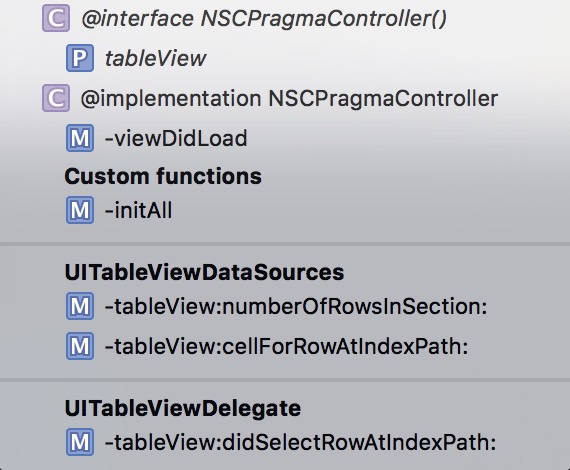 C @interface NSCPragmaController()
P tableView
C @implementation NSCPragmaController
M -viewDidLoad
Custom functions
M -initAll
UITableViewDataSources
M -tableView:numberOfRowsInSection:
M -tableView:cellForRowAtIndexPath:
UITableViewDelegate
M -tableView:didSelectRowAtIndexPath: